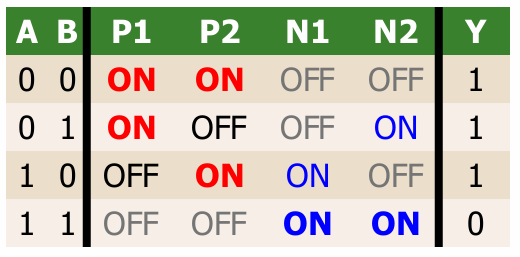 A B P1 P2 N1 N2 Y
0 0 ON ON OFF OFF 1
0 1 ON OFF OFF ON 1
1 0 OFF ON ON OFF 1
1 1 OFF OFF ON ON 0